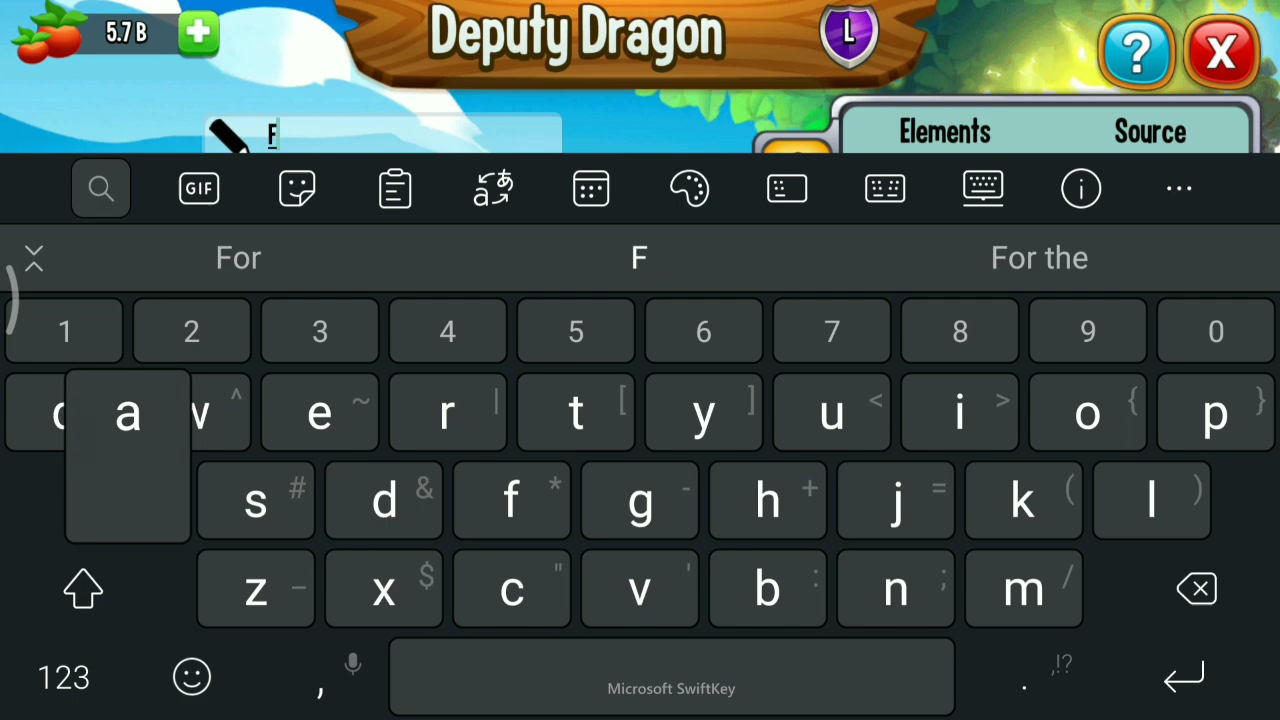 5.7 B
Deputy Dragon
L
?
X
F
Elements Source
GIF
a あ
i
...
For F For the
1 2 3 4 5 6 7 8 9 0
a w ^ e ~ r | t [ y ] u < i > o { p }
s # d & f * g - h + j = k ( l )
z _ x $ c " v ' b : n ; m /
123 , Microsoft SwiftKey . ,!?